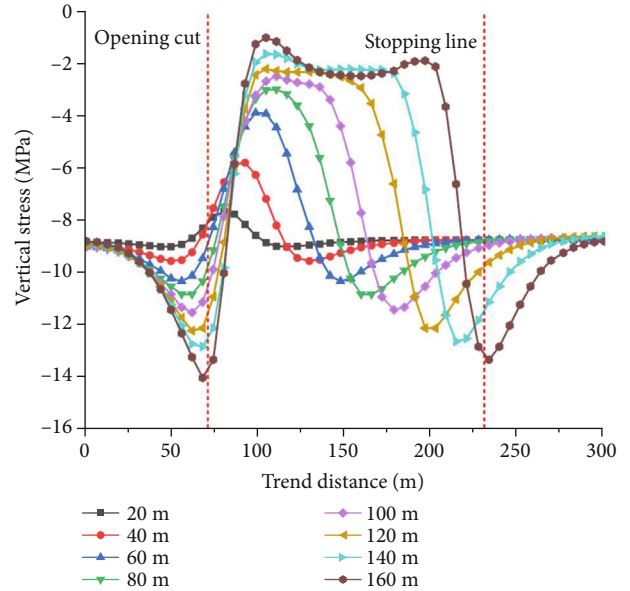 Opening cut
Stopping line
0
−2
−4
−6
−8
−10
−12
−14
−16
Vertical stress (MPa)
0 50 100 150 200 250 300
Trend distance (m)
20 m 100 m
40 m 120 m
60 m 140 m
80 m 160 m